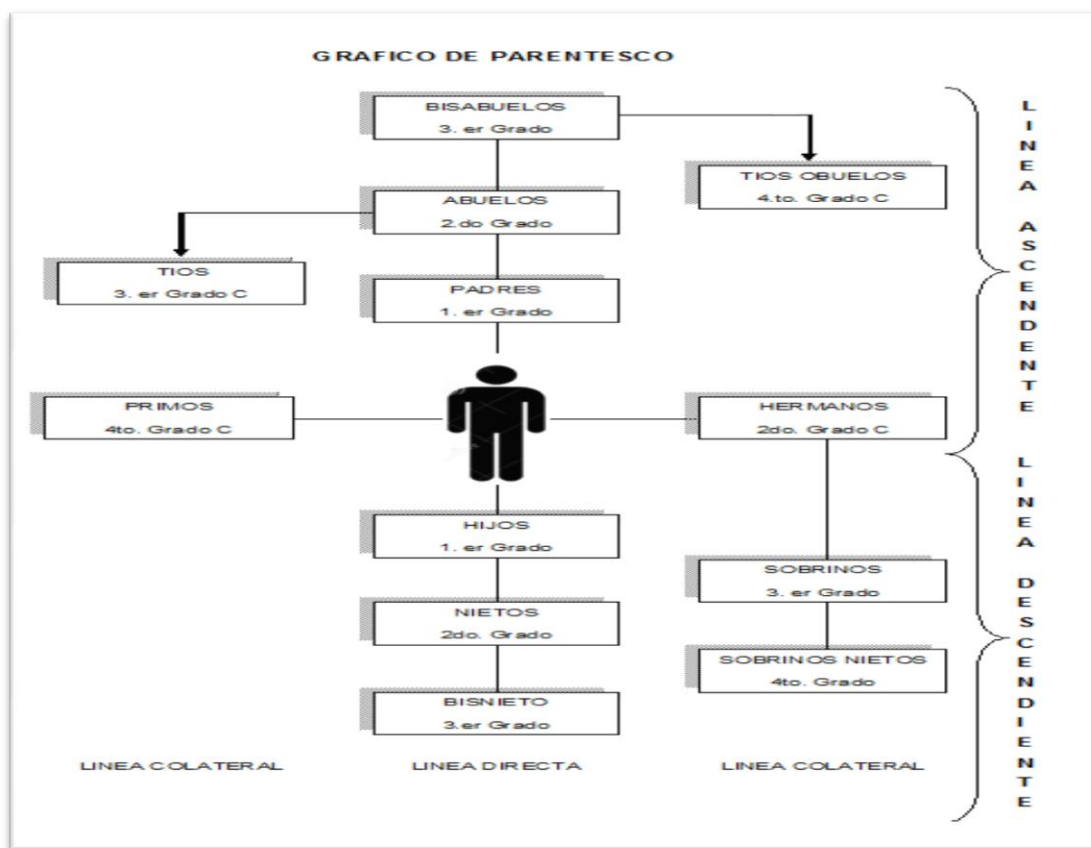 GRAFICO DE PARENTESCO
BISABUELOS
3. er Grado
TIOS OBUELOS
4.to. Grado C
ABUELOS
2.do Grado
TIOS
3. er Grado C
PADRES
1. er Grado
PRIMOS
4to. Grado C
HERMANOS
2do. Grado C
HIJOS
1. er Grado
SOBRINOS
3. er Grado
NIETOS
2do. Grado
SOBRINOS NIETOS
4to. Grado
BISNIETO
3.er Grado
LINEA COLATERAL
LINEA DIRECTA
LINEA COLATERAL
LINEA ASCENDENTE
LINEA DESCENDIENTE